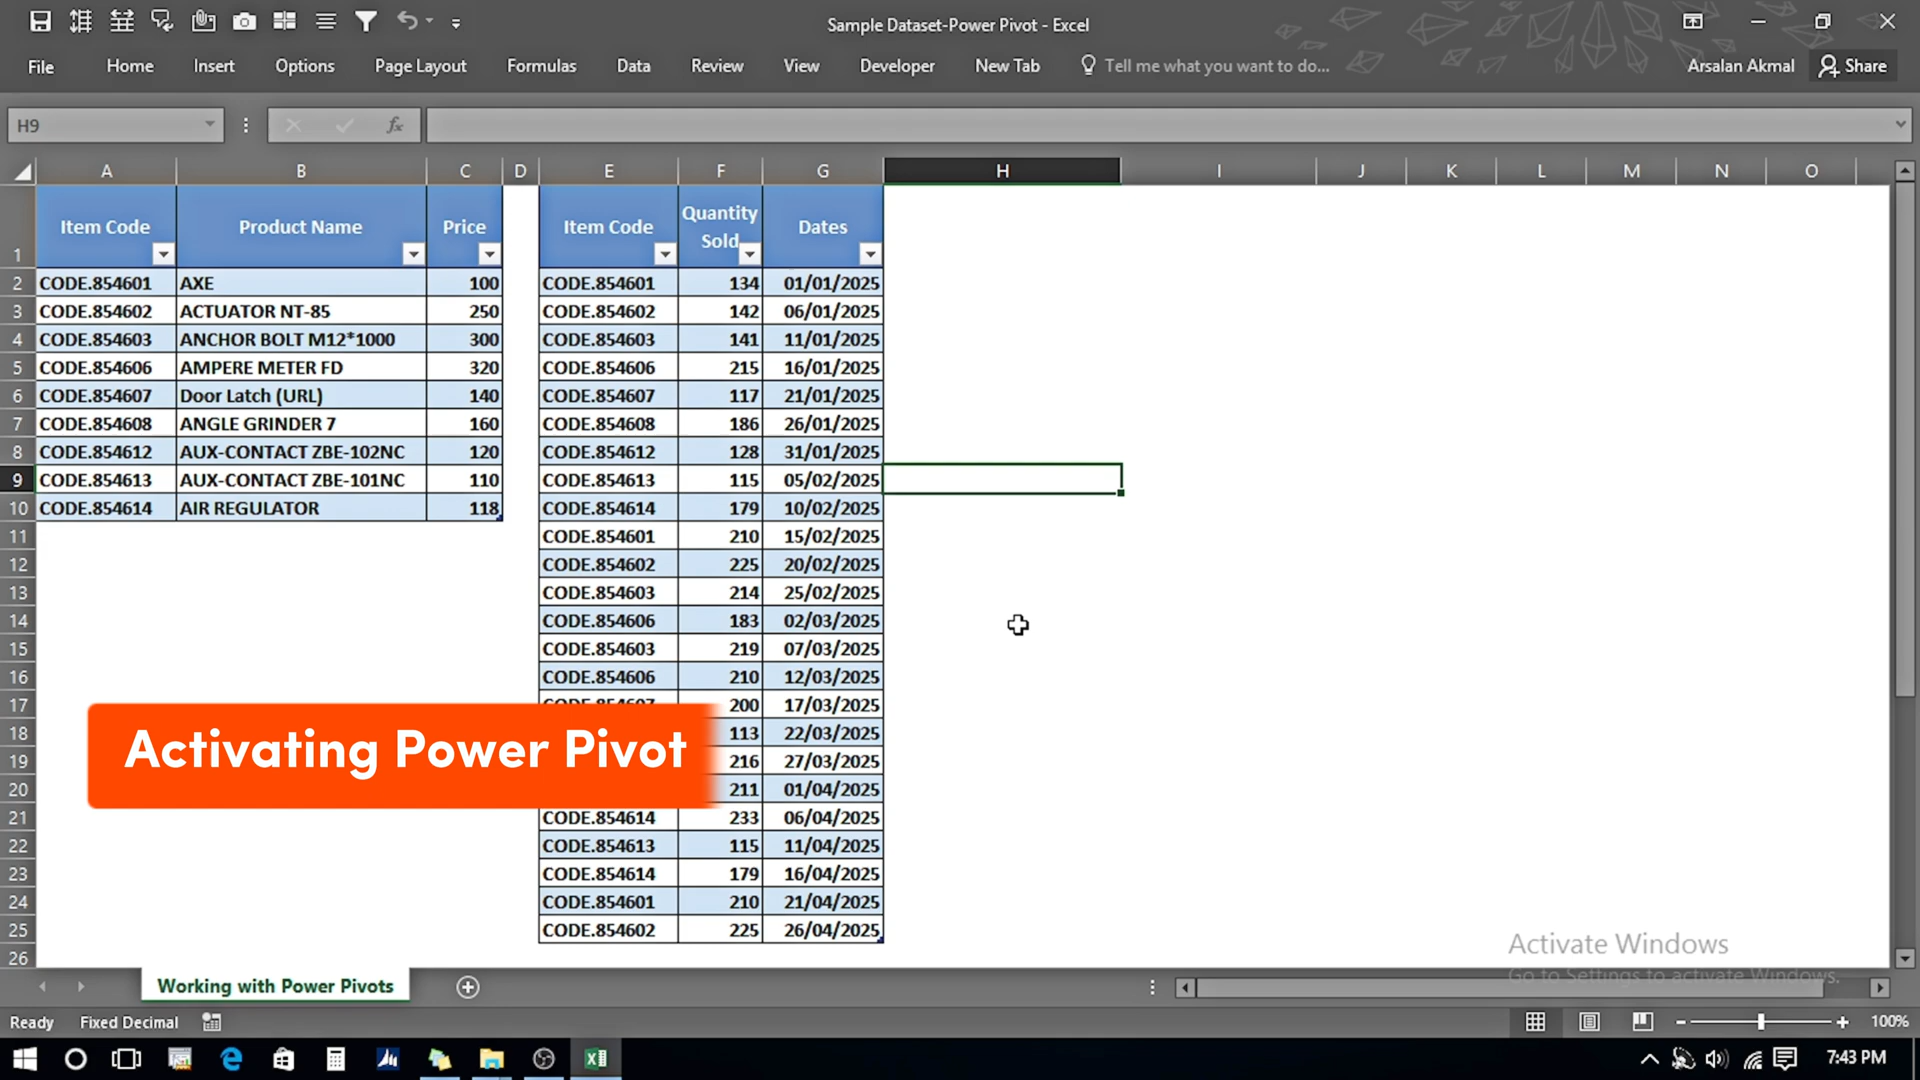 Sample Dataset-Power Pivot - Excel
File Home Insert Options Page Layout Formulas Data Review View Developer New Tab Tell me what you want to do... Arsalan Akmal Share
H9 fx
A B C D E F G H I J K L M N O
1 Item Code Product Name Price Item Code Quantity Sold Dates
2 CODE.854601 AXE 100 CODE.854601 134 01/01/2025
3 CODE.854602 ACTUATOR NT-85 250 CODE.854602 142 06/01/2025
4 CODE.854603 ANCHOR BOLT M12*1000 300 CODE.854603 141 11/01/2025
5 CODE.854606 AMPERE METER FD 320 CODE.854606 215 16/01/2025
6 CODE.854607 Door Latch (URL) 140 CODE.854607 117 21/01/2025
7 CODE.854608 ANGLE GRINDER 7 160 CODE.854608 186 26/01/2025
8 CODE.854612 AUX-CONTACT ZBE-102NC 120 CODE.854612 128 31/01/2025
9 CODE.854613 AUX-CONTACT ZBE-101NC 110 CODE.854613 115 05/02/2025
10 CODE.854614 AIR REGULATOR 118 CODE.854614 179 10/02/2025
11 CODE.854601 210 15/02/2025
12 CODE.854602 225 20/02/2025
13 CODE.854603 214 25/02/2025
14 CODE.854606 183 02/03/2025
15 CODE.854603 219 07/03/2025
16 CODE.854606 210 12/03/2025
17 200 17/03/2025
18 113 22/03/2025
Activating Power Pivot
19 216 27/03/2025
20 211 01/04/2025
21 CODE.854614 233 06/04/2025
22 CODE.854613 115 11/04/2025
23 CODE.854614 179 16/04/2025
24 CODE.854601 210 21/04/2025
25 CODE.854602 225 26/04/2025
26
Activate Windows
Go to Settings to activate Windows.
Working with Power Pivots
Ready Fixed Decimal 100%
7:43 PM